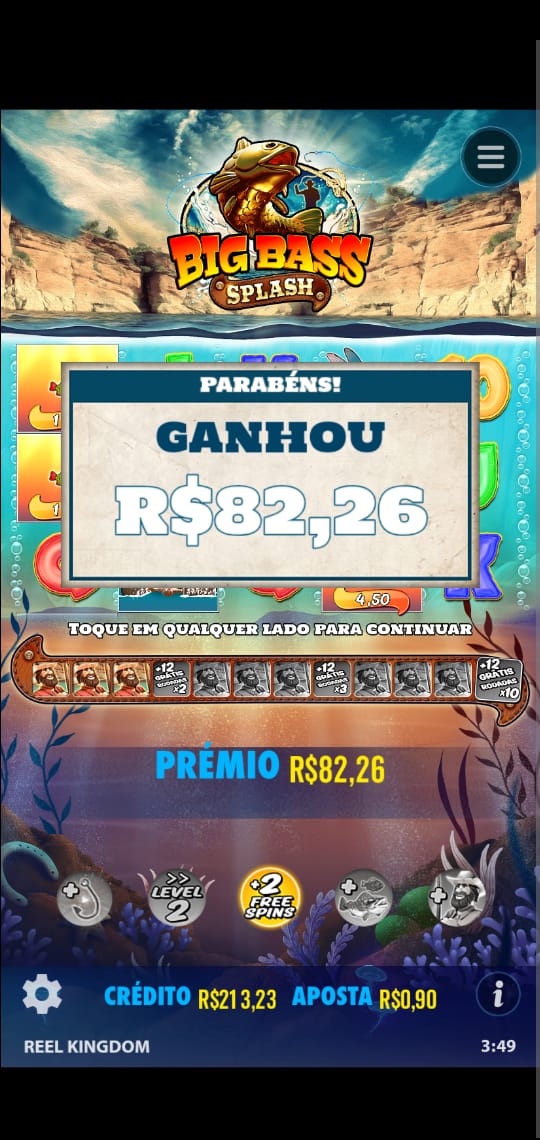 BIG BASS
SPLASH
PARABÉNS!
GANHOU
R$82,26
4,50
TOQUE EM QUALQUER LADO PARA CONTINUAR
+12 GRÁTIS RODADAS x2
+12 GRÁTIS RODADAS x3
+12 GRÁTIS RODADAS x10
PRÉMIO R$82,26
+
>> LEVEL 2
+2 FREE SPINS
+
+
CRÉDITO R$213,23 APOSTA R$0,90
REEL KINGDOM
3:49